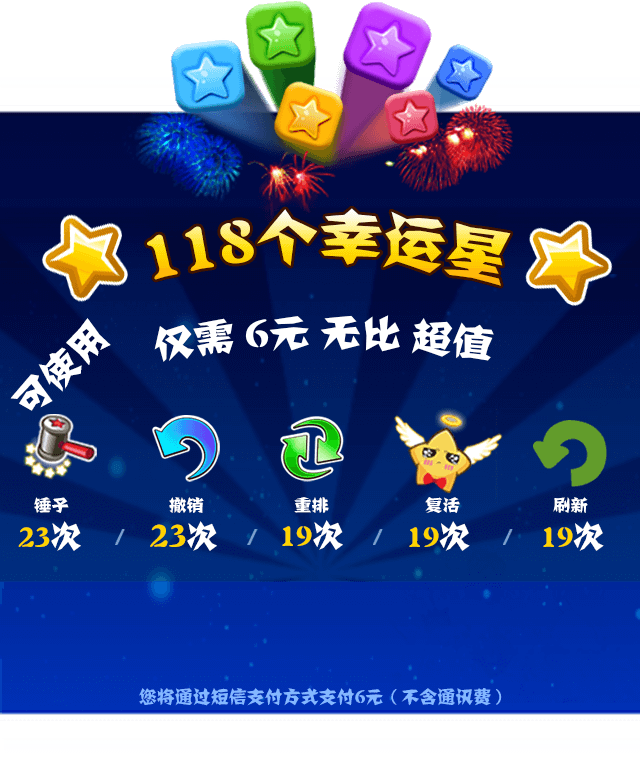 118个幸运星
仅需 6元 无比 超值
可使用
锤子 撤销 重排 复活 刷新
23次 / 23次 / 19次 / 19次 / 19次
您将通过短信支付方式支付6元（不含通讯费）